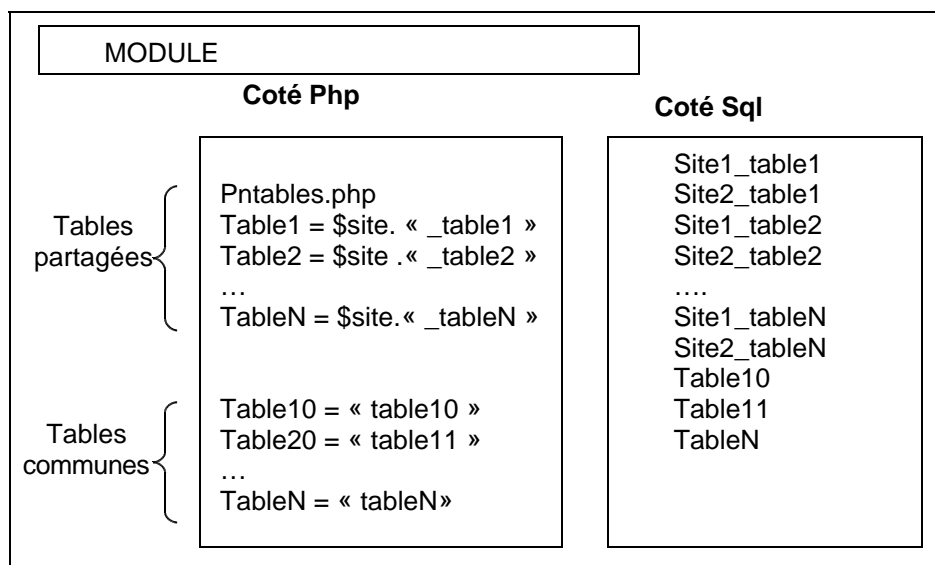 MODULE
Coté Php
Coté Sql
Tables
partagées
Pntables.php
Table1 = $site. « _table1 »
Table2 = $site .« _table2 »
…
TableN = $site.« _tableN »
Tables
communes
Table10 = « table10 »
Table20 = « table11 »
…
TableN = « tableN»
Site1_table1
Site2_table1
Site1_table2
Site2_table2
….
Site1_tableN
Site2_tableN
Table10
Table11
TableN